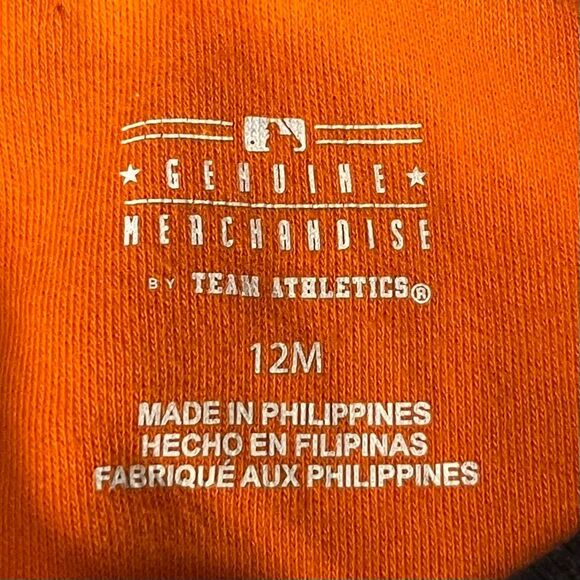 ★ GENUINE ★
MERCHANDISE
BY TEAM ATHLETICS®
12M
MADE IN PHILIPPINES
HECHO EN FILIPINAS
FABRIQUÉ AUX PHILIPPINES